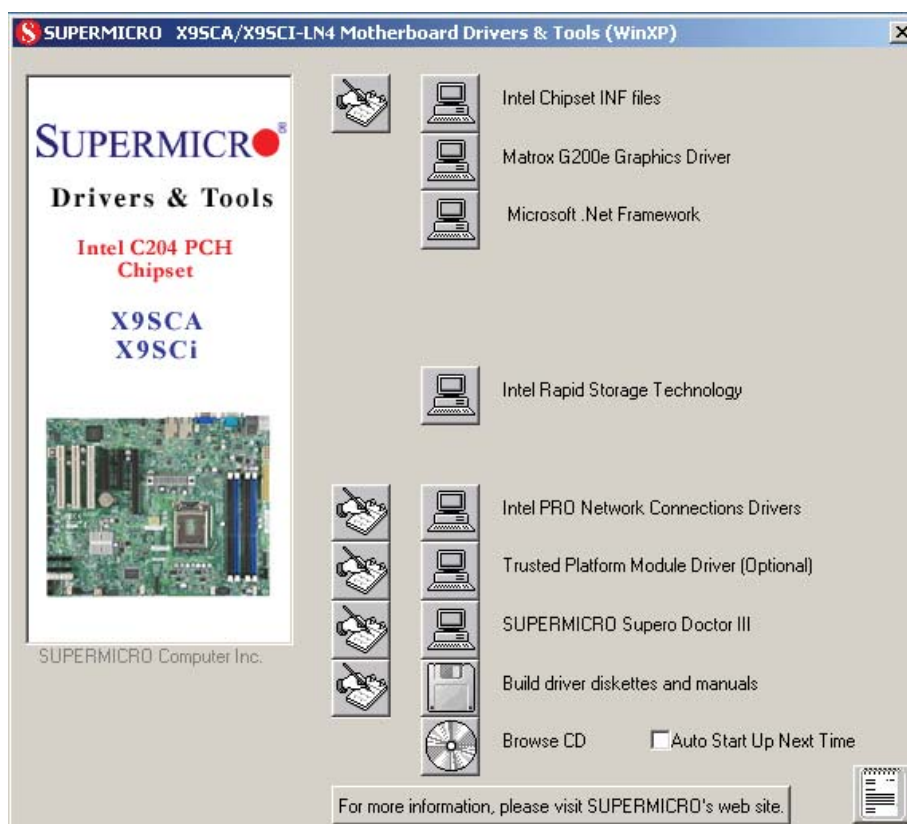 SUPERMICRO X9SCA/X9SCI-LN4 Motherboard Drivers & Tools (WinXP)
SUPERMICRO®
Drivers & Tools
Intel C204 PCH
Chipset
X9SCA
X9SCi
SUPERMICRO Computer Inc.
Intel Chipset INF files
Matrox G200e Graphics Driver
Microsoft .Net Framework
Intel Rapid Storage Technology
Intel PRO Network Connections Drivers
Trusted Platform Module Driver (Optional)
SUPERMICRO Supero Doctor III
Build driver diskettes and manuals
Browse CD
Auto Start Up Next Time
For more information, please visit SUPERMICRO's web site.